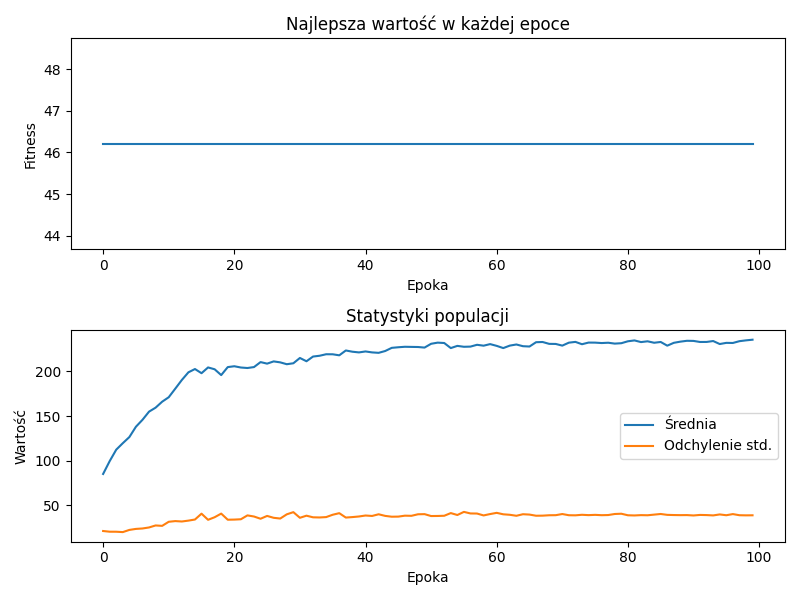 Najlepsza wartość w każdej epoce
48
47
46
45
44
Fitness
0 20 40 60 80 100
Epoka
Statystyki populacji
200
150
100
50
Wartość
Średnia
Odchylenie std.
0 20 40 60 80 100
Epoka